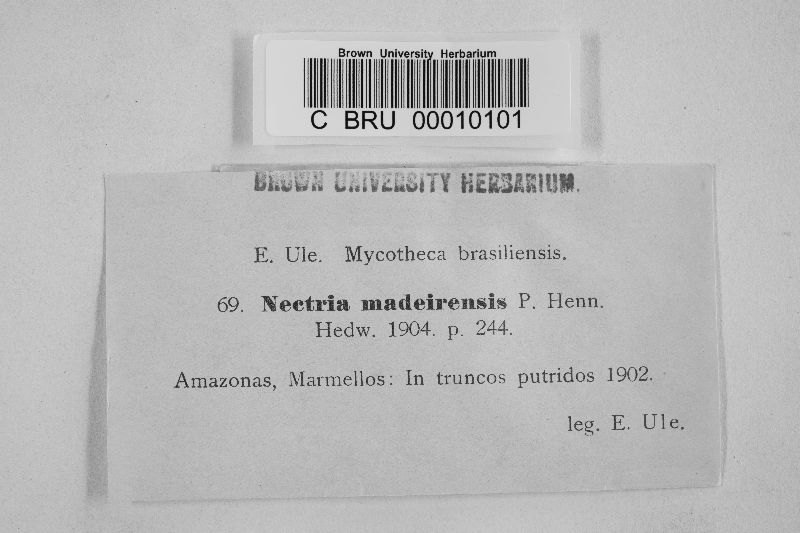 Brown University Herbarium
C BRU 00010101
BROWN UNIVERSITY HERBARIUM.
E. Ule. Mycotheca brasiliensis.
69. Nectria madeirensis P. Henn.
Hedw. 1904. p. 244.
Amazonas, Marmellos: In truncos putridos 1902.
leg. E. Ule.